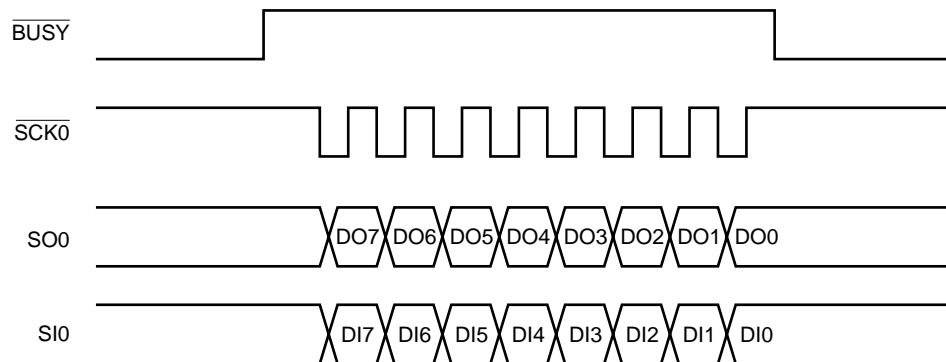 BUSY
SCK0
SO0 DO7 DO6 DO5 DO4 DO3 DO2 DO1 DO0
SI0 DI7 DI6 DI5 DI4 DI3 DI2 DI1 DI0